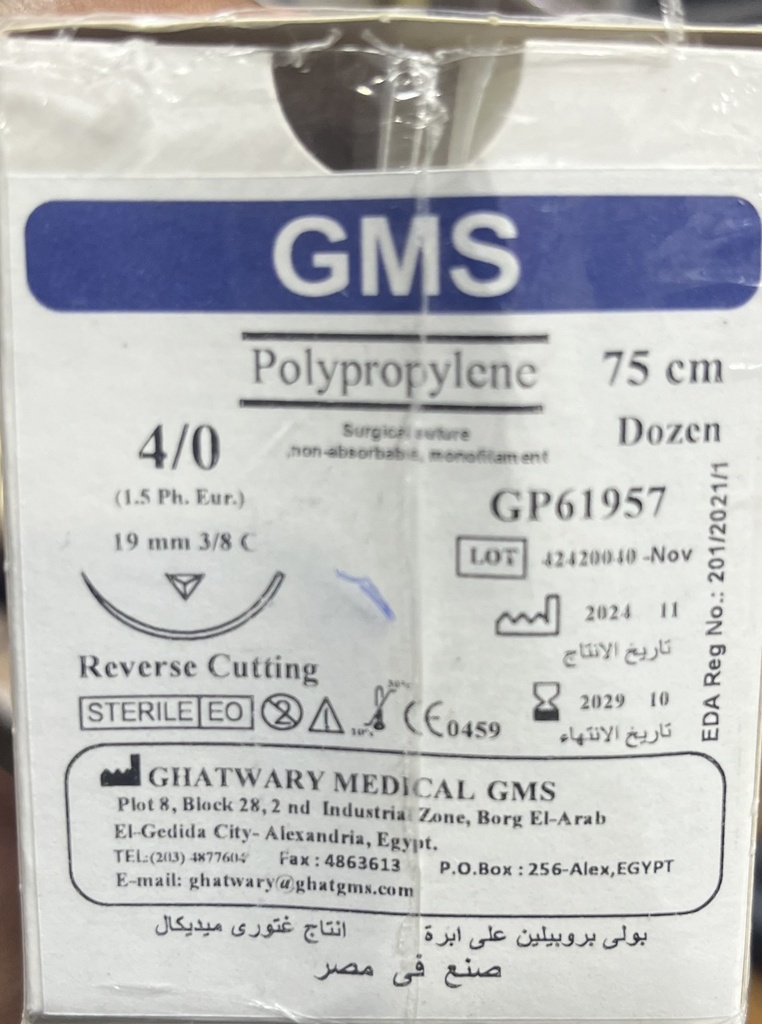 GMS
Polypropylene
75 cm
4/0
Surgical suture
Dozen
,non-absorbable, monofilament
(1.5 Ph. Eur.)
GP61957
19 mm 3/8 C
LOT 42420040 -Nov
2024 11
تاريخ الانتاج
Reverse Cutting
2029 10
تاريخ الانتهاء
STERILE EO
30°c
10°c
CE0459
EDA Reg No.: 201/2021/1
GHATWARY MEDICAL GMS
Plot 8, Block 28, 2 nd Industrial Zone, Borg El-Arab
El-Gedida City- Alexandria, Egypt.
TEL:(203) 4877604 Fax : 4863613 P.O.Box : 256-Alex,EGYPT
E-mail: ghatwary@ghatgms.com
بولى بروبيلين على ابرة
انتاج غتورى ميديكال
صنع فى مصر